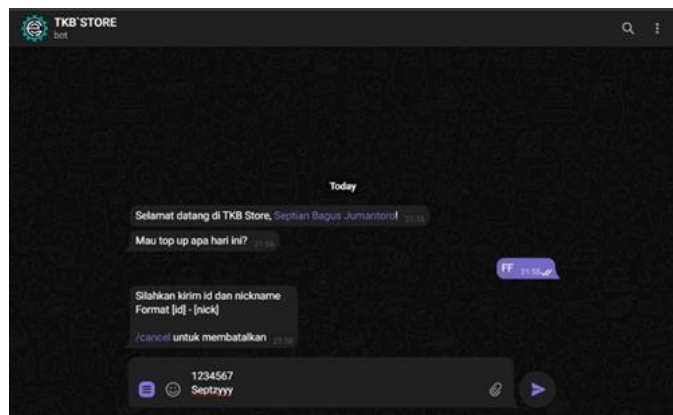 TKB`STORE
bot
Today
Selamat datang di TKB Store, Septian Bagus Jumantoro!
Mau top up apa hari ini?
FF
Silahkan kirim id dan nickname
Format [id] - [nick]
/cancel untuk membatalkan
1234567
Septzyyy